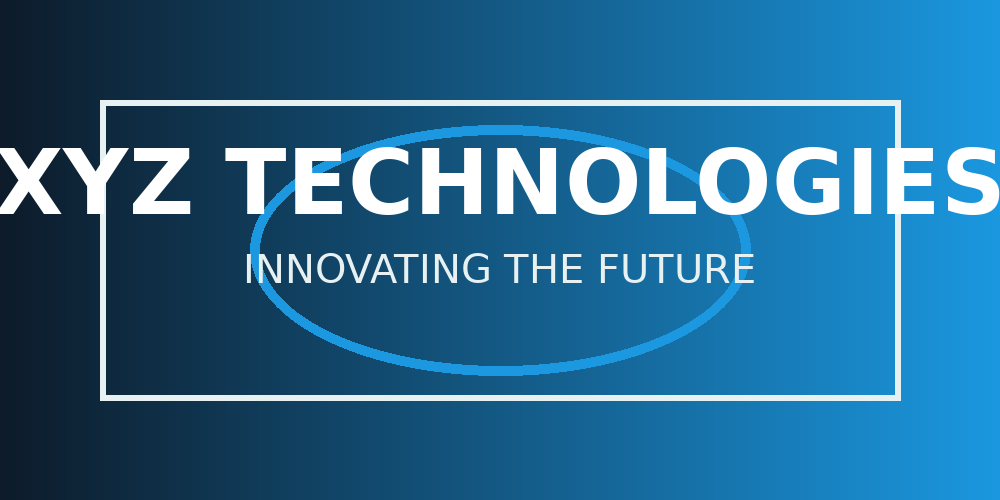 XYZ TECHNOLOGIES
INNOVATING THE FUTURE